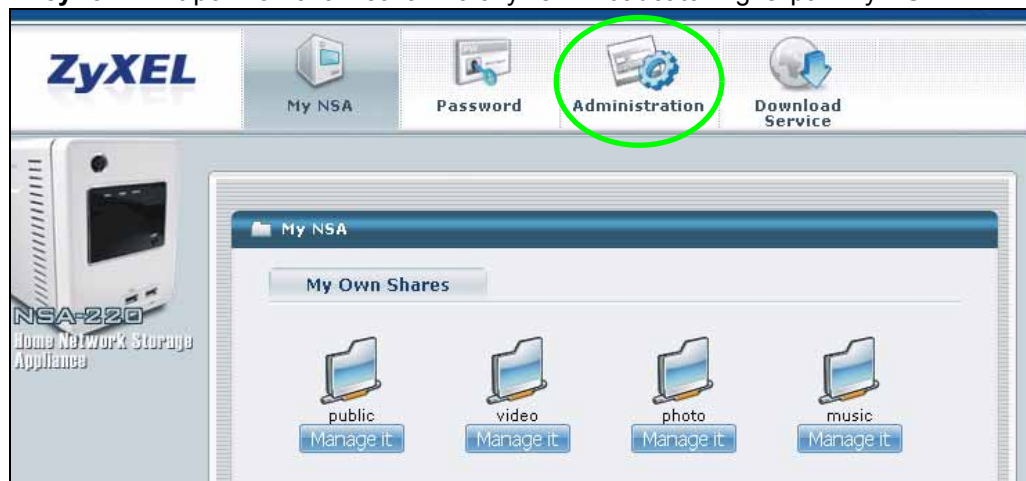 ZyXEL
My NSA
Password
Administration
Download
Service
My NSA
My Own Shares
NSA-220
Home Network Storage
Appliance
public
video
photo
music
Manage it
Manage it
Manage it
Manage it